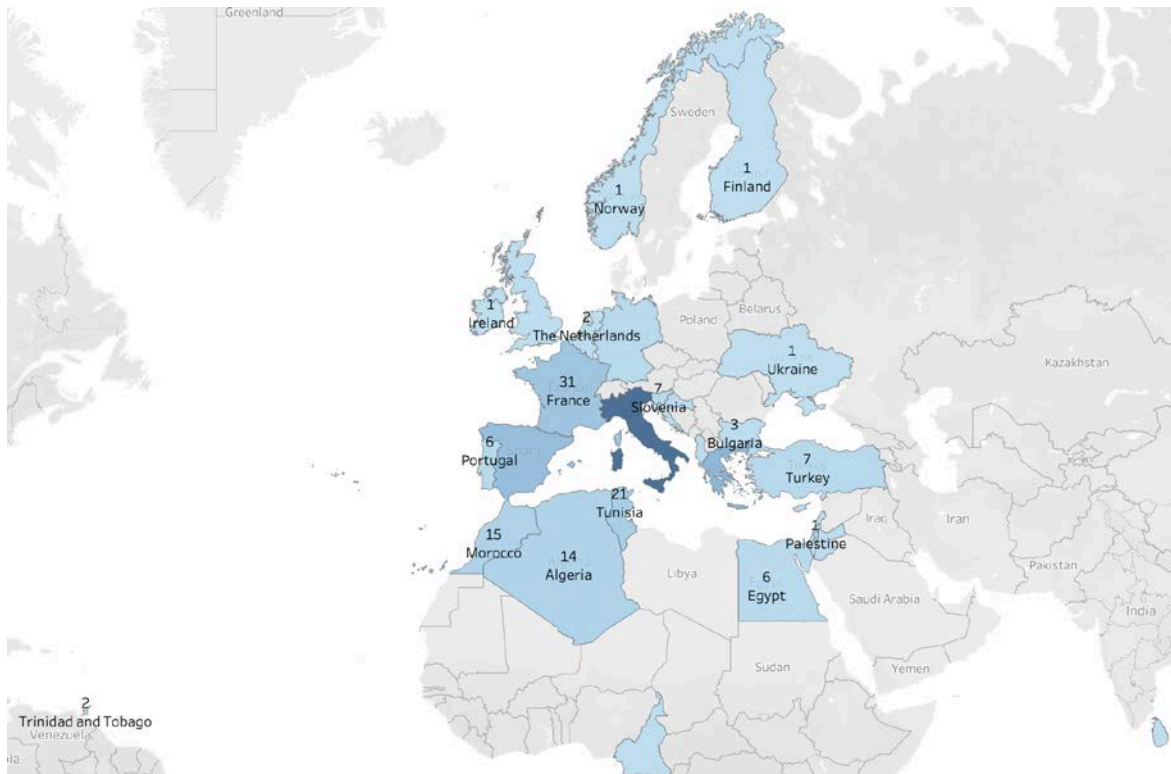 Greenland
Sweden
1
Finland
1
Norway
1
Ireland
2
The Netherlands
Poland
Belarus
1
Ukraine
Kazakhstan
31
France
7
Slovenia
3
Bulgaria
6
Portugal
7
Turkey
21
Tunisia
15
Morocco
14
Algeria
Libya
1
Palestine
6
Egypt
Iraq
Iran
Pakistan
Saudi Arabia
India
Sudan
Yemen
2
Trinidad and Tobago
Venezuela